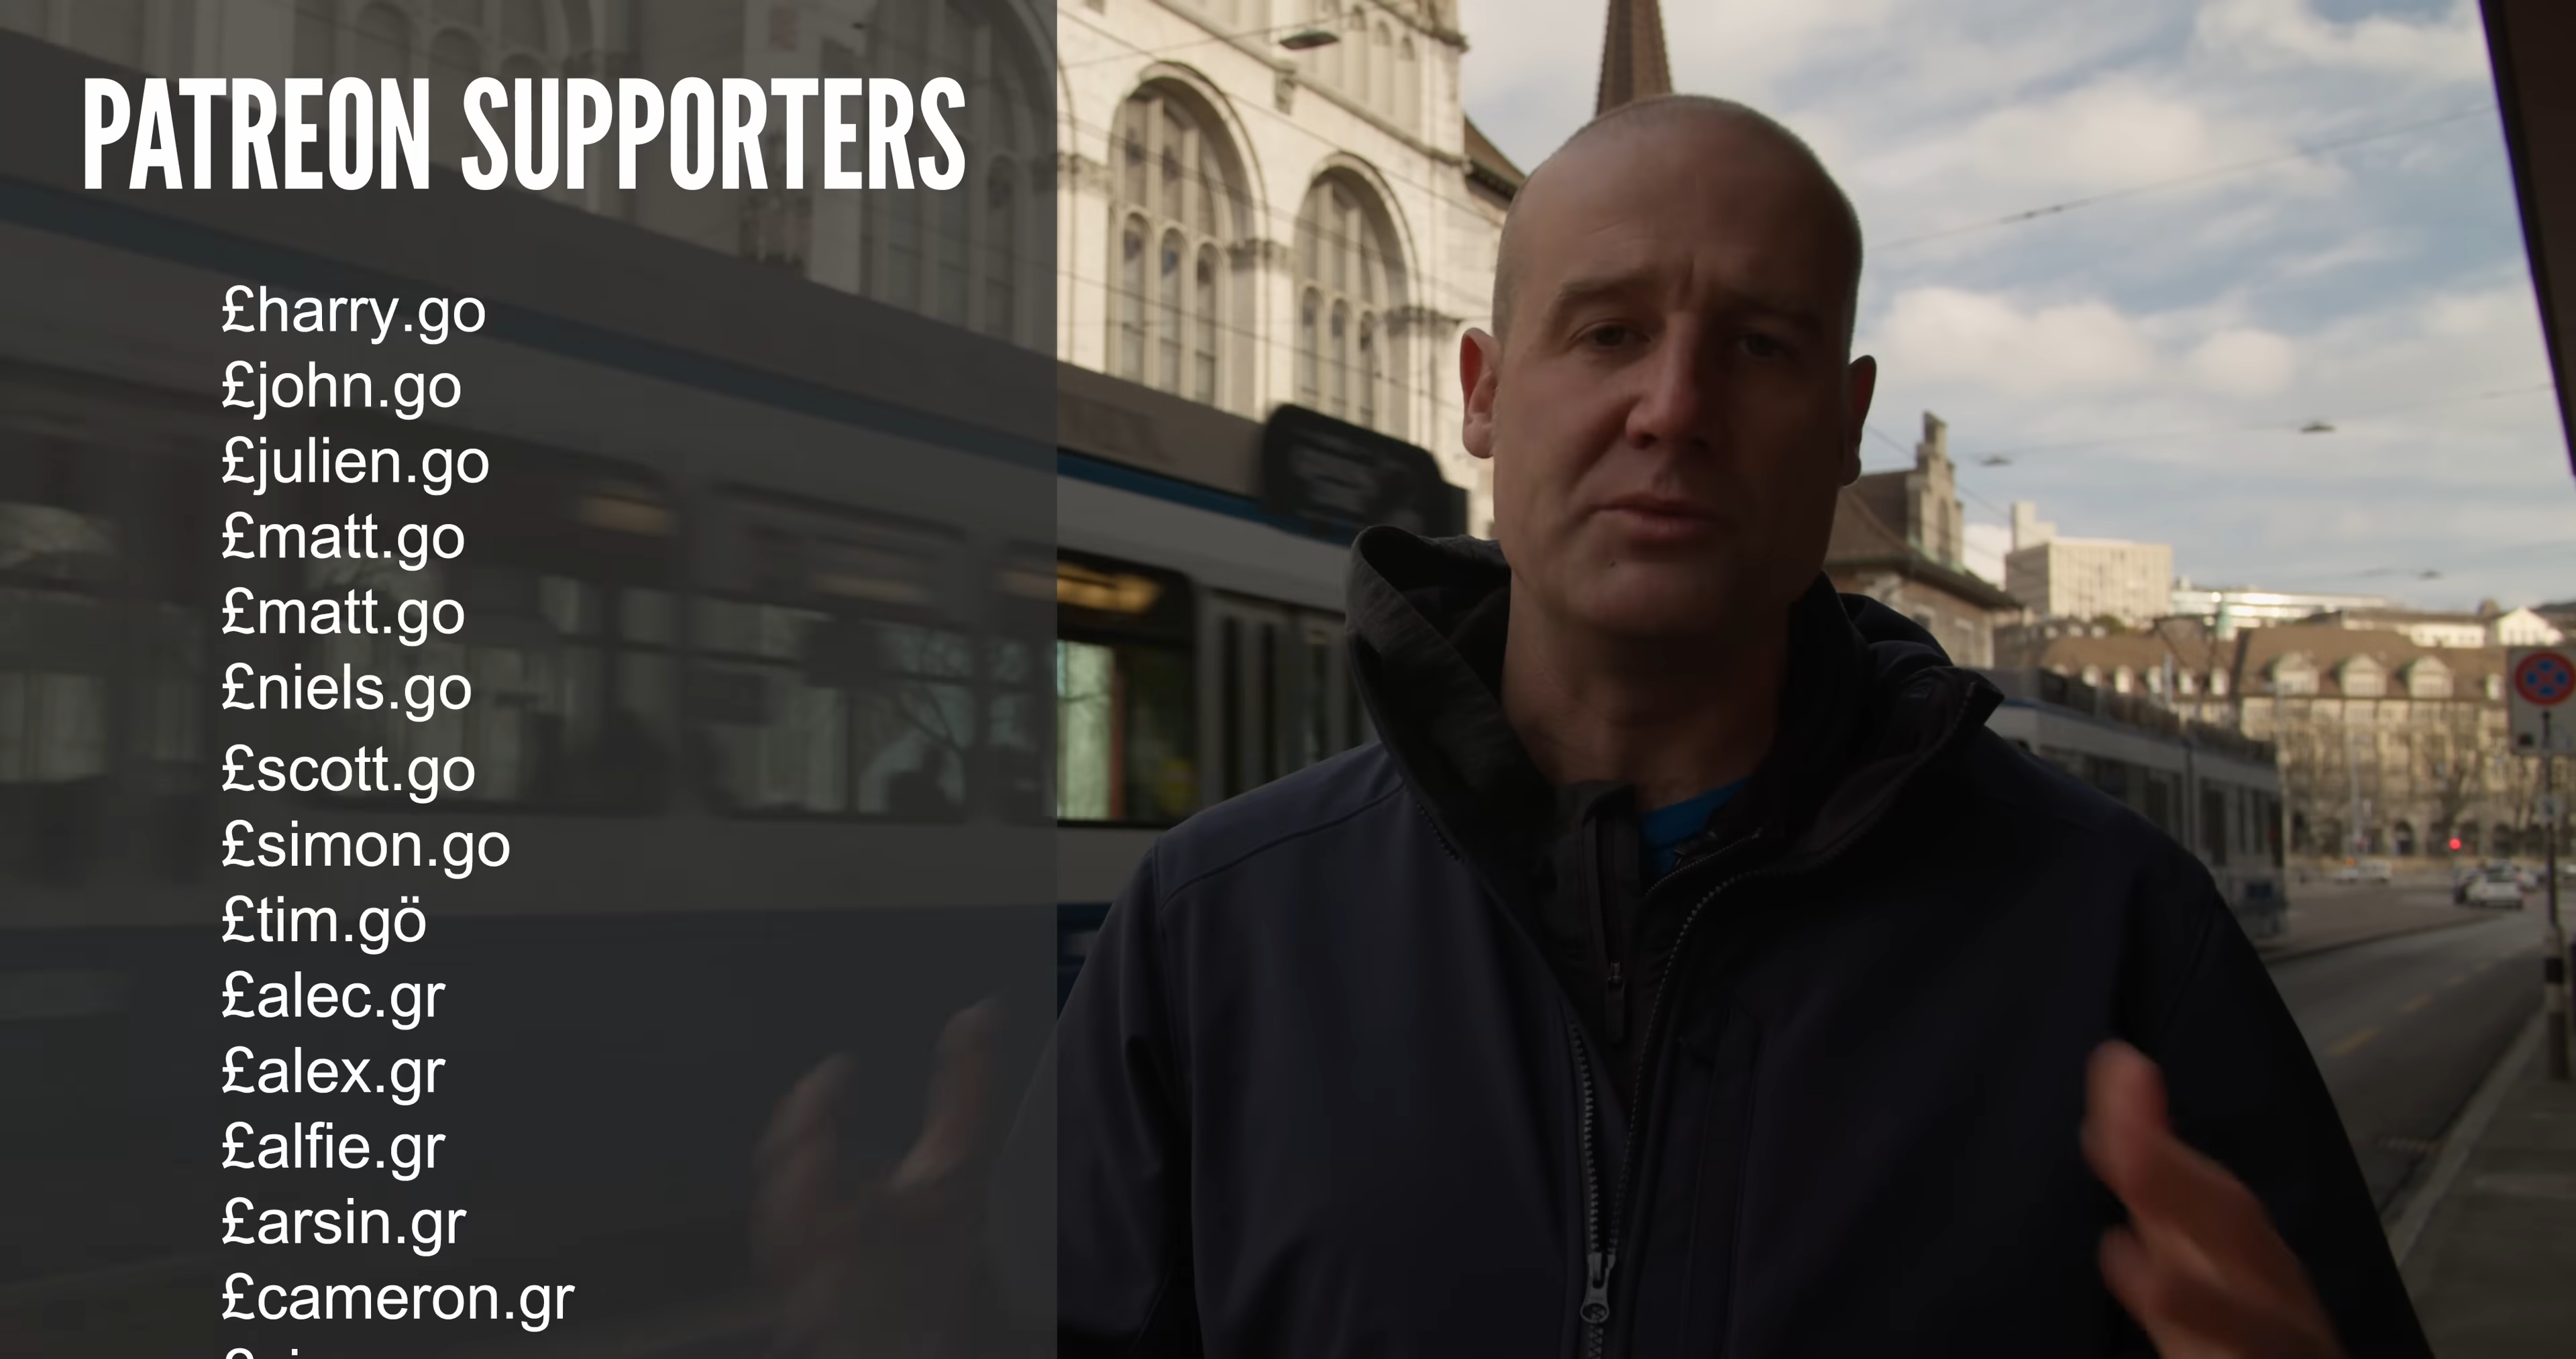 PATREON SUPPORTERS
£harry.go
£john.go
£julien.go
£matt.go
£matt.go
£niels.go
£scott.go
£simon.go
£tim.gö
£alec.gr
£alex.gr
£alfie.gr
£arsin.gr
£cameron.gr